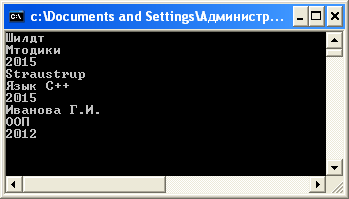 c:\Documents and Settings\Администр...
Шилдт
Мтодики
2015
Straustrup
Язык C++
2015
Иванова Г.И.
ООП
2012